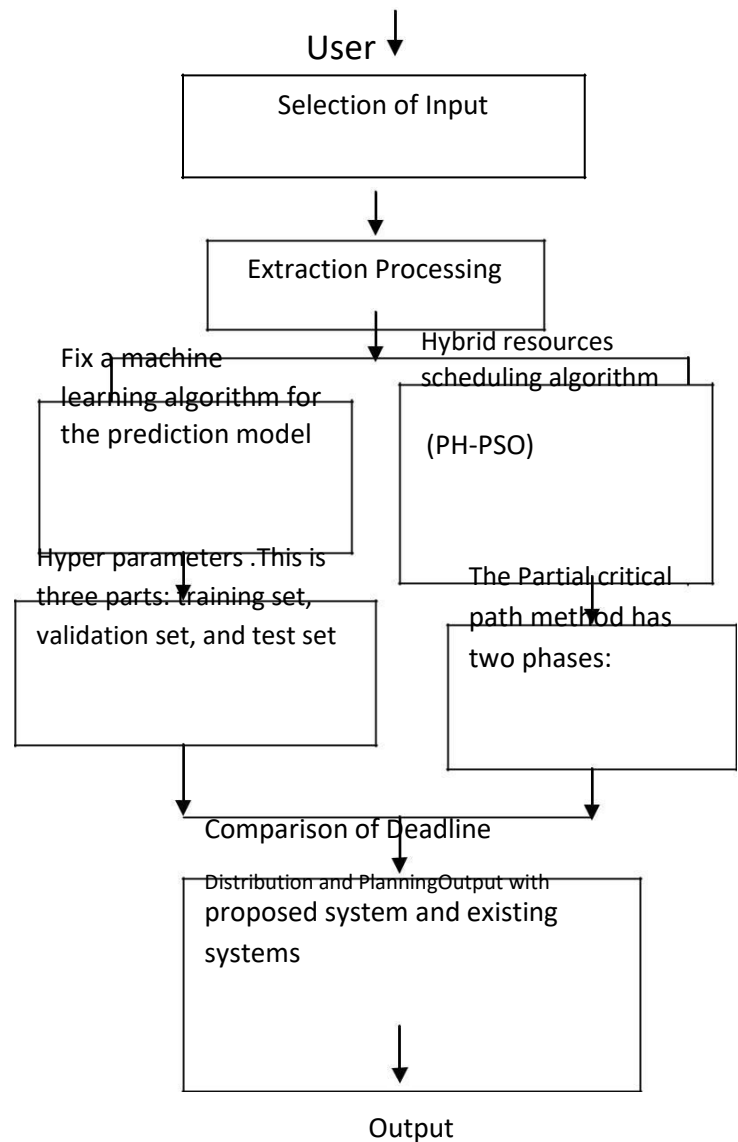 User
Selection of Input
Extraction Processing
Fix a machine
learning algorithm for
the prediction model
Hybrid resources
scheduling algorithm
(PH-PSO)
Hyper parameters .This is
three parts: training set,
validation set, and test set
The Partial critical
path method has
two phases:
Comparison of Deadline
Distribution and PlanningOutput with
proposed system and existing
systems
Output